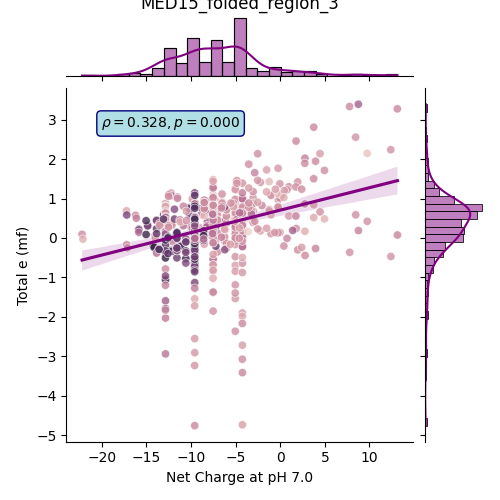 MED15_folded_region_3
ρ = 0.328, p = 0.000
3
2
1
0
−1
−2
−3
−4
−5
Total e (mf)
−20 −15 −10 −5 0 5 10
Net Charge at pH 7.0